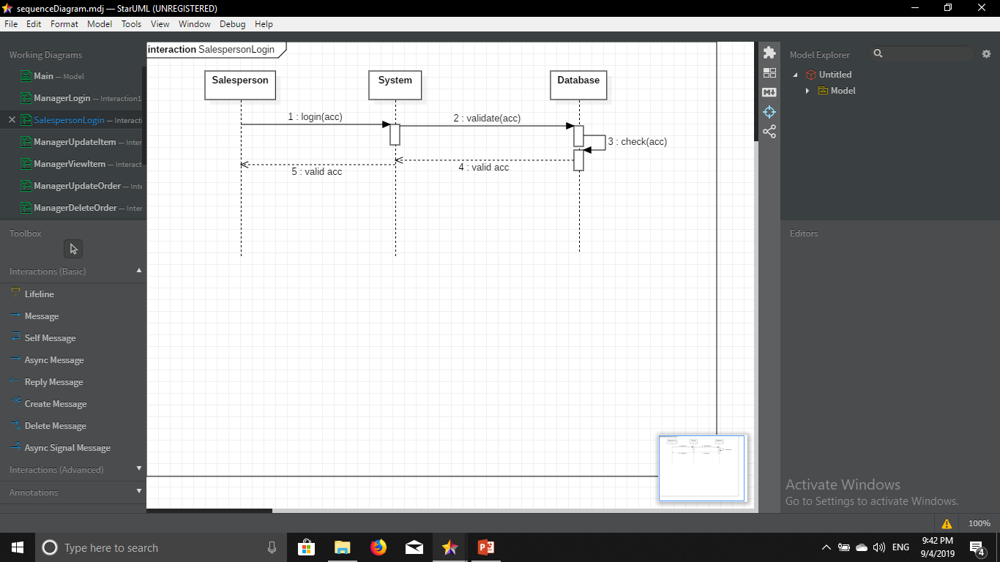 sequenceDiagram.mdj — StarUML (UNREGISTERED)
File Edit Format Model Tools View Window Debug Help
Working Diagrams
Main — Model
ManagerLogin — Interaction1
SalespersonLogin — Interacti
ManagerUpdateItem — Inter
ManagerViewItem — Interact
ManagerUpdateOrder — Inte
ManagerDeleteOrder — Inter
Toolbox
Interactions (Basic)
Lifeline
Message
Self Message
Async Message
Reply Message
Create Message
Delete Message
Async Signal Message
Interactions (Advanced)
Annotations
interaction SalespersonLogin
Salesperson
System
Database
1 : login(acc)
2 : validate(acc)
3 : check(acc)
4 : valid acc
5 : valid acc
Model Explorer
Untitled
Model
Editors
Activate Windows
Go to Settings to activate Windows.
100%
Type here to search
ENG
9:42 PM
9/4/2019
4